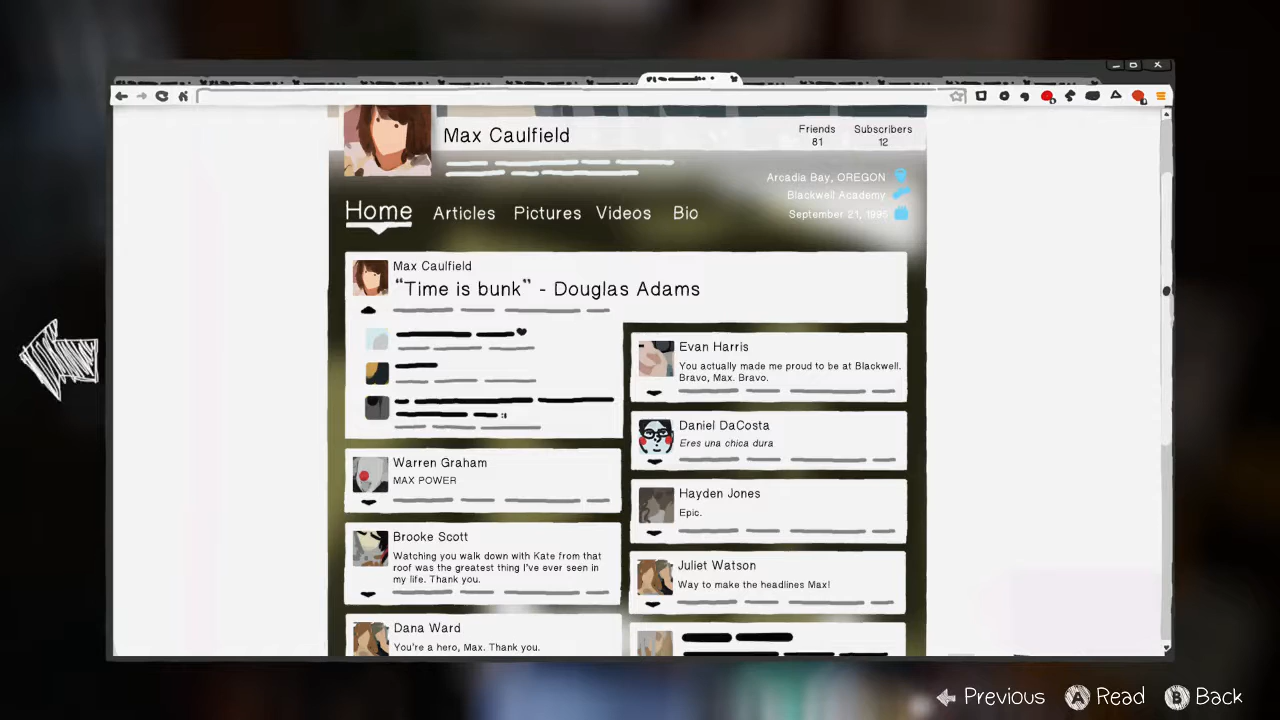 Max Caulfield
Friends
81
Subscribers
12
Arcadia Bay, OREGON
Blackwell Academy
September 21, 1995
Home Articles Pictures Videos Bio
Max Caulfield
“Time is bunk” - Douglas Adams
Warren Graham
MAX POWER
Brooke Scott
Watching you walk down with Kate from that
roof was the greatest thing I've ever seen in
my life. Thank you.
Dana Ward
You're a hero, Max. Thank you.
Evan Harris
You actually made me proud to be at Blackwell.
Bravo, Max. Bravo.
Daniel DaCosta
Eres una chica dura
Hayden Jones
Epic.
Juliet Watson
Way to make the headlines Max!
Previous A Read B Back